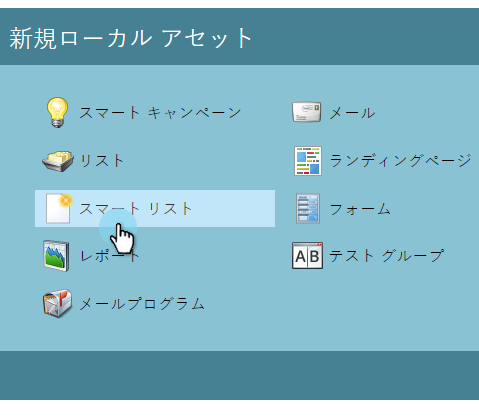 新規ローカル アセット
スマート キャンペーン
メール
リスト
ランディングページ
スマート リスト
フォーム
レポート
テスト グループ
メールプログラム